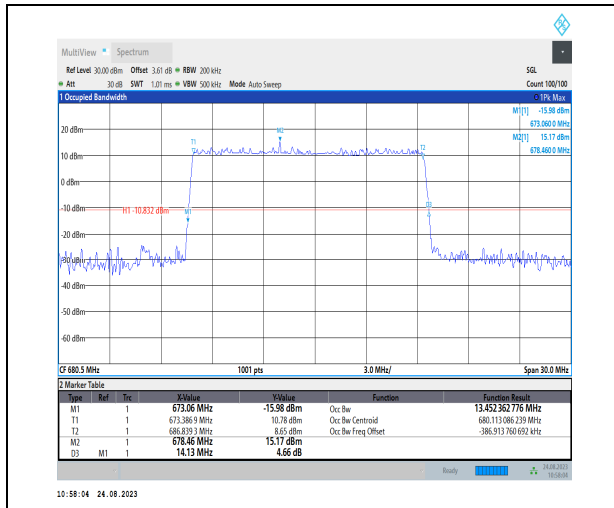 MultiView Spectrum
Ref Level 30.00 dBm Offset 3.61 dB RBW 200 kHz SGL
Att 30 dB SWT 1.01 ms VBW 500 kHz Mode Auto Sweep Count 100/100
1 Occupied Bandwidth 1Pk Max
M1[1] -15.98 dBm
673.060 0 MHz
M2[1] 15.17 dBm
678.460 0 MHz
20 dBm
M2
T1
T2
10 dBm
0 dBm
D3
-10 dBm
H1 -10.832 dBm
M1
-20 dBm
-30 dBm
-40 dBm
-50 dBm
-60 dBm
CF 680.5 MHz 1001 pts 3.0 MHz/ Span 30.0 MHz
2 Marker Table
Type Ref Trc X-Value Y-Value Function Function Result
M1 1 673.06 MHz -15.98 dBm Occ Bw 13.452 362 776 MHz
T1 1 673.386 9 MHz 10.78 dBm Occ Bw Centroid 680.113 086 239 MHz
T2 1 686.839 3 MHz 8.65 dBm Occ Bw Freq Offset -386.913 760 692 kHz
M2 1 678.46 MHz 15.17 dBm
D3 M1 1 14.13 MHz 4.66 dB
Ready 24.08.2023
10:58:04
10:58:04 24.08.2023